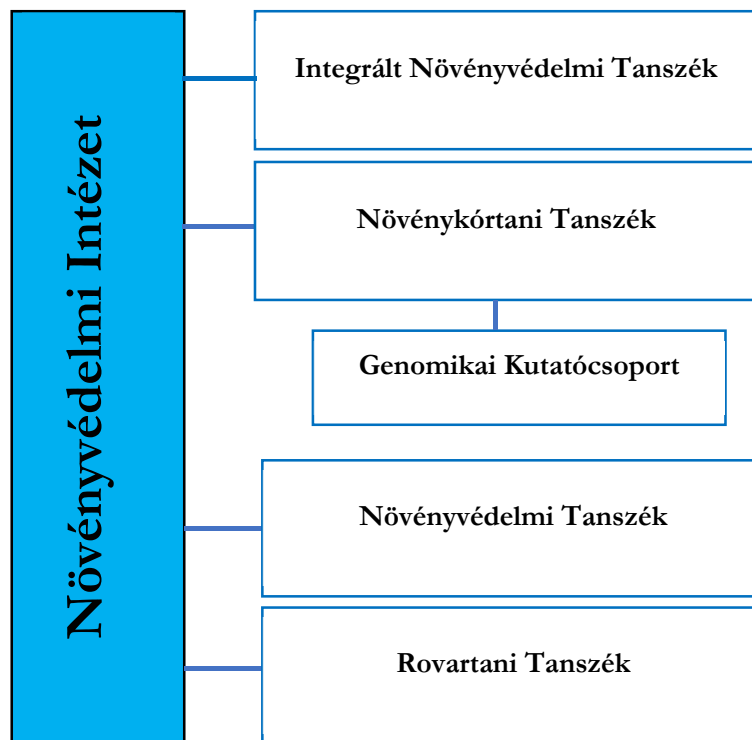 Növényvédelmi Intézet
Integrált Növényvédelmi Tanszék
Növénykórtani Tanszék
Genomikai Kutatócsoport
Növényvédelmi Tanszék
Rovartani Tanszék